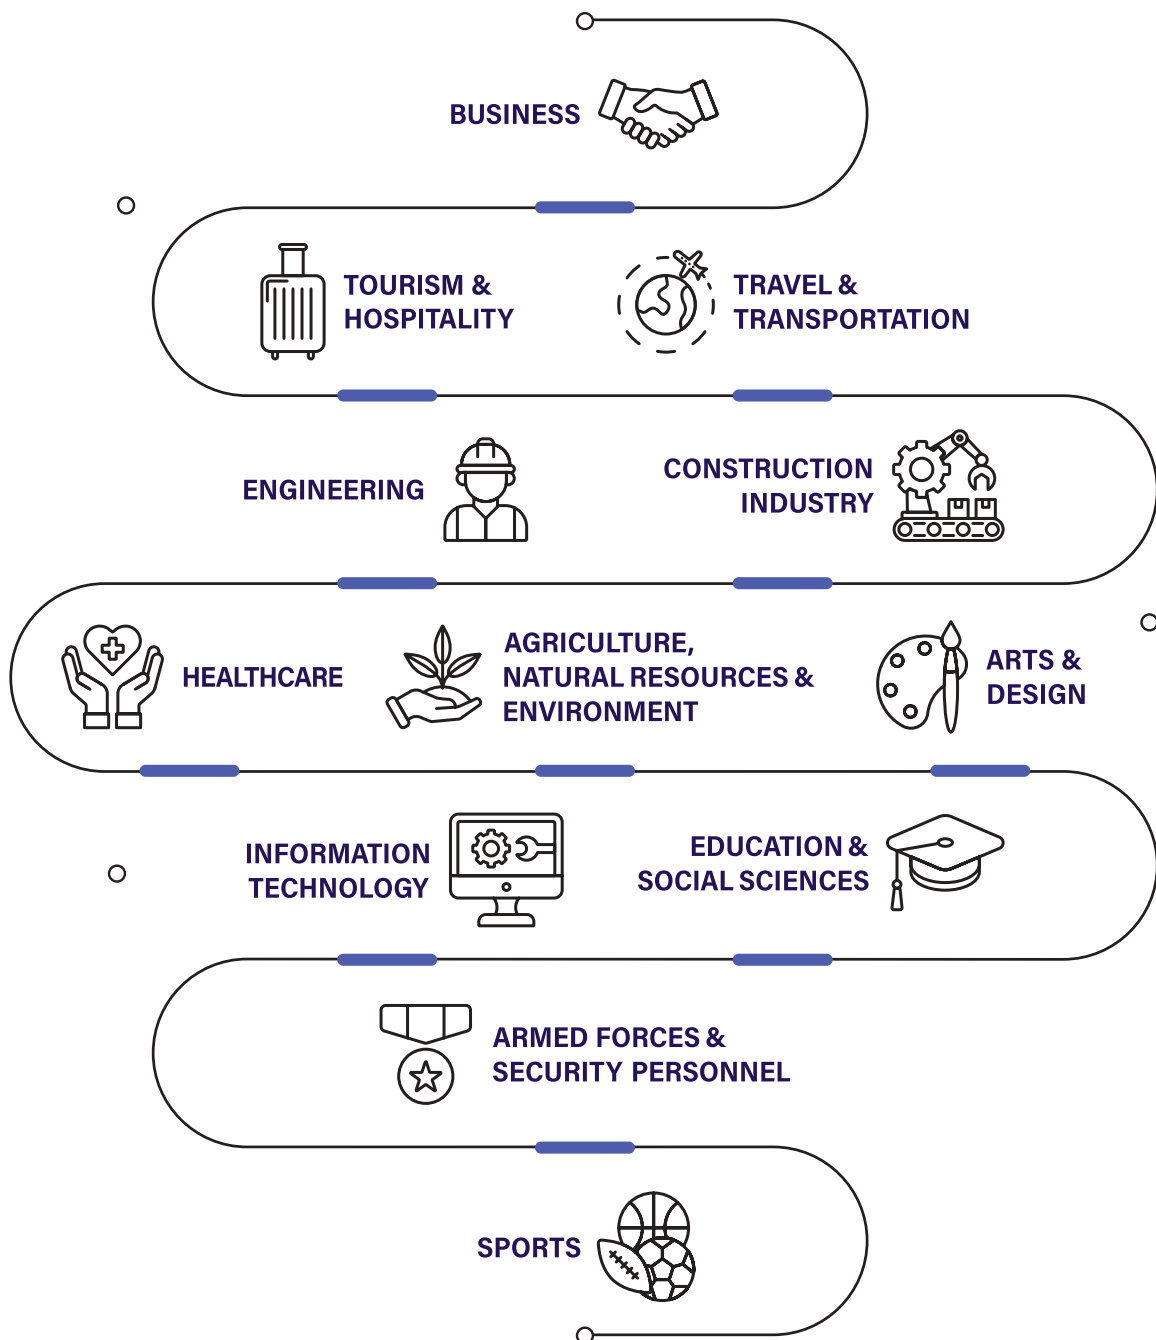 BUSINESS
TOURISM &
HOSPITALITY
TRAVEL &
TRANSPORTATION
ENGINEERING
CONSTRUCTION
INDUSTRY
HEALTHCARE
AGRICULTURE,
NATURAL RESOURCES &
ENVIRONMENT
ARTS &
DESIGN
INFORMATION
TECHNOLOGY
EDUCATION &
SOCIAL SCIENCES
ARMED FORCES &
SECURITY PERSONNEL
SPORTS